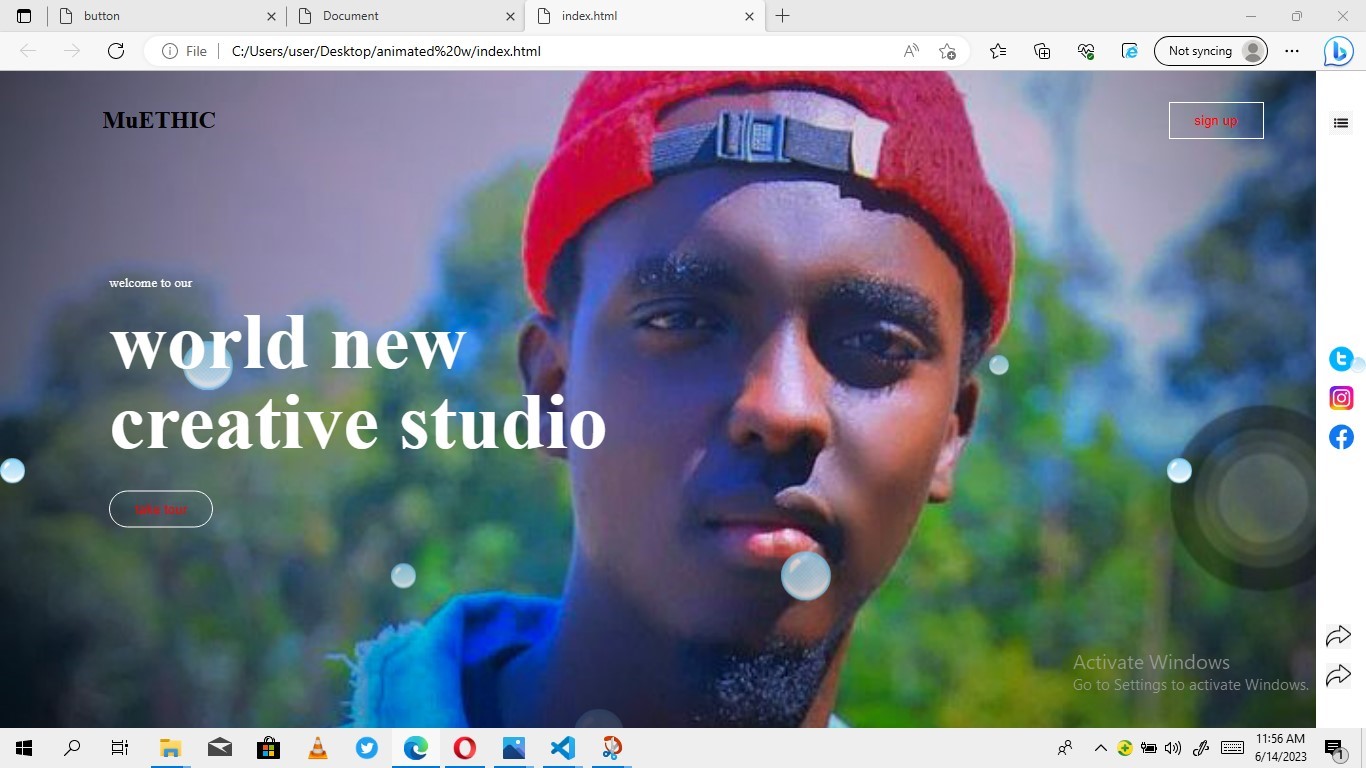 button
Document
index.html
File
C:/Users/user/Desktop/animated%20w/index.html
Not syncing
MuETHIC
sign up
welcome to our
world new
creative studio
take tour
Activate Windows
Go to Settings to activate Windows.
11:56 AM
6/14/2023
1